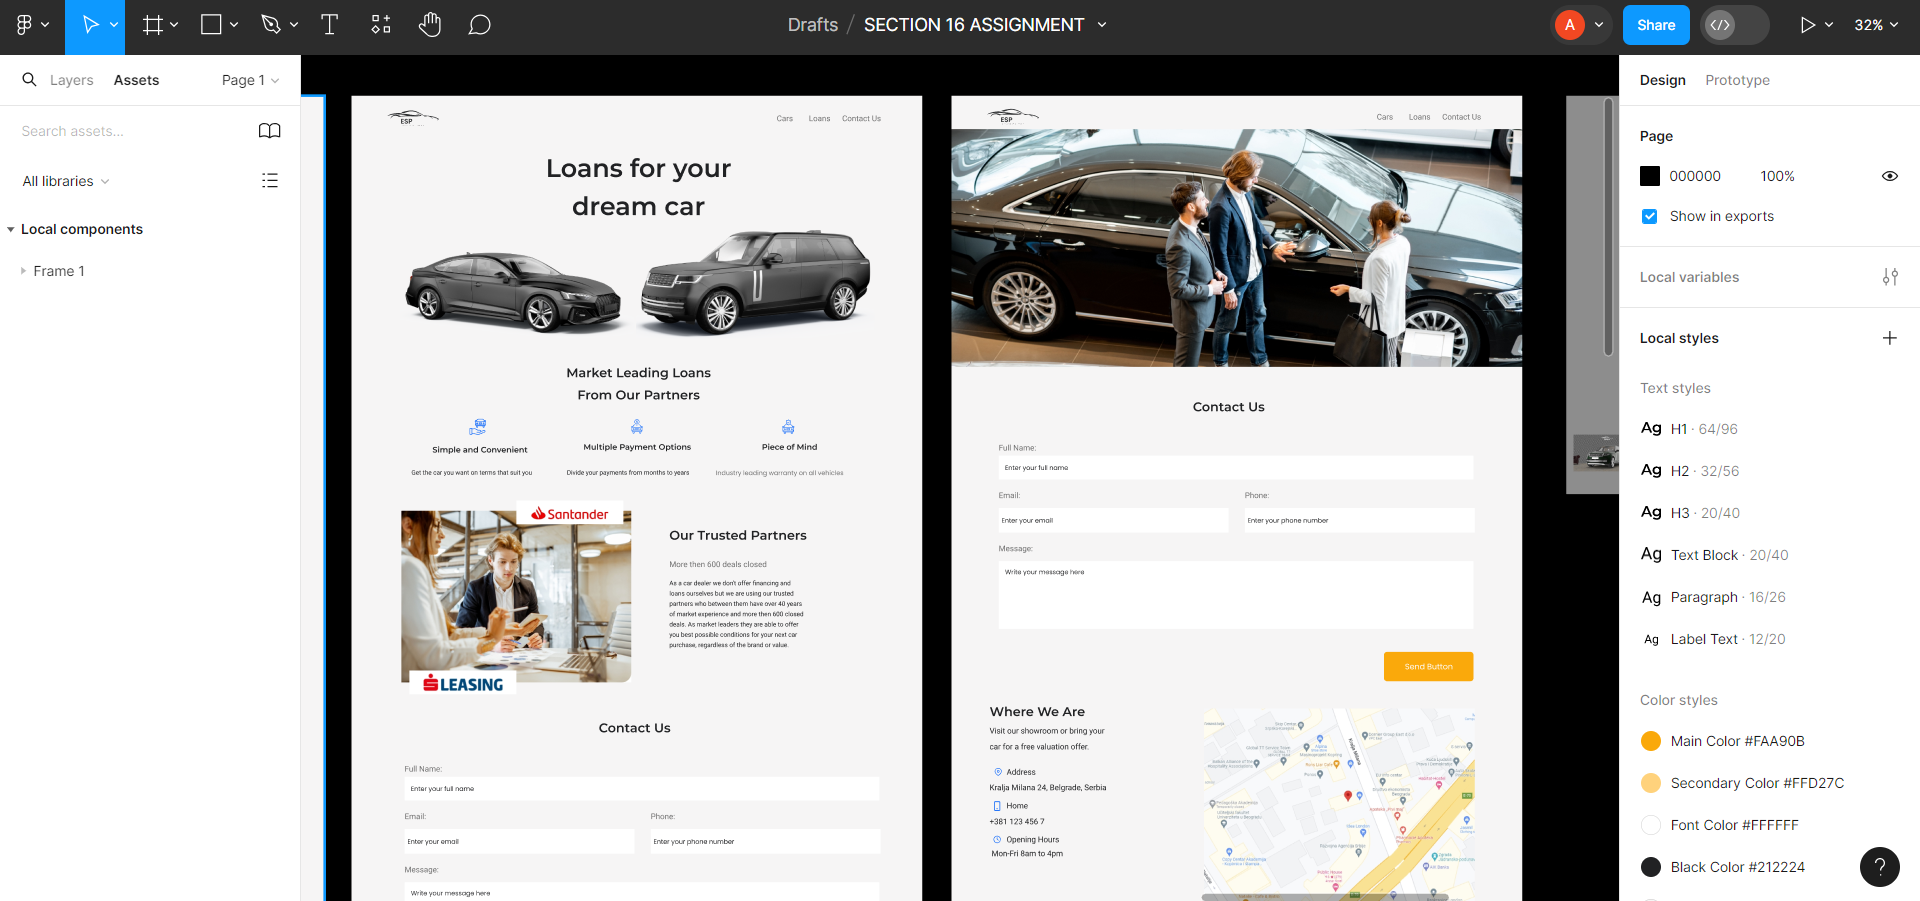 Drafts / SECTION 16 ASSIGNMENT
A
Share
32%
Layers
Assets
Page 1
Search assets...
All libraries
Local components
Frame 1
ESP
Cars
Loans
Contact Us
Loans for your
dream car
Market Leading Loans
From Our Partners
Simple and Convenient
Multiple Payment Options
Piece of Mind
Get the car you want on terms that suit you
Divide your payments from months to years
Industry leading warranty on all vehicles
Santander
S LEASING
Our Trusted Partners
More then 600 deals closed
As a car dealer we don't offer financing and
loans ourselves but we are using our trusted
partners who between them have over 40 years
of market experience and more then 600 closed
deals. As market leaders they are able to offer
you best possible conditions for your next car
purchase, regardless of the brand or value.
Contact Us
Full Name:
Enter your full name
Email:
Phone:
Enter your email
Enter your phone number
Message:
Write your message here
ESP
Cars
Loans
Contact Us
Contact Us
Full Name:
Enter your full name
Email:
Phone:
Enter your email
Enter your phone number
Message:
Write your message here
Send Button
Where We Are
Visit our showroom or bring your
car for a free valuation offer.
Address
Kralja Milana 24, Belgrade, Serbia
Home
+381 123 456 7
Opening Hours
Mon-Fri 8am to 4pm
Kralja Milana
Design
Prototype
Page
000000
100%
Show in exports
Local variables
Local styles
Text styles
Ag H1 · 64/96
Ag H2 · 32/56
Ag H3 · 20/40
Ag Text Block · 20/40
Ag Paragraph · 16/26
Ag Label Text · 12/20
Color styles
Main Color #FAA90B
Secondary Color #FFD27C
Font Color #FFFFFF
Black Color #212224
?